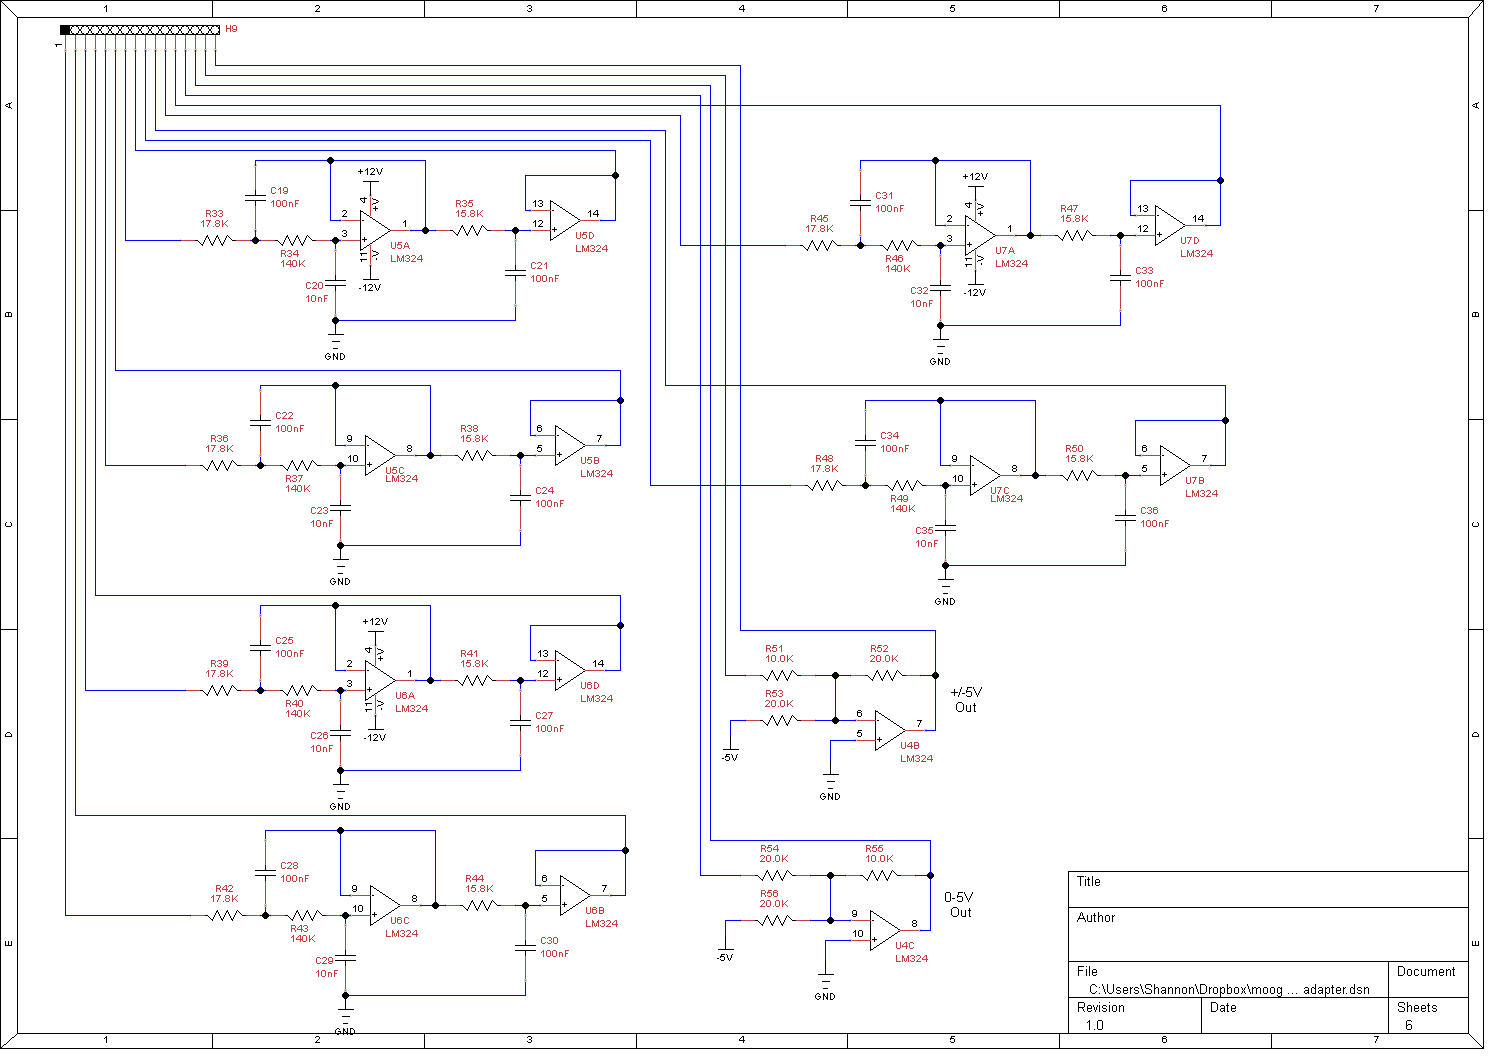 1 2 3 4 5 6 7
H9
1
A
A
+12V
C19
100nF
R33
17.8K
R34
140K
4
+V
2
-
3
+
1
11
-V
U5A
LM324
-12V
C20
10nF
GND
R35
15.8K
13
-
12
+
14
U5D
LM324
C21
100nF
+12V
C31
100nF
R45
17.8K
R46
140K
4
+V
2
-
3
+
1
11
-V
U7A
LM324
-12V
C32
10nF
GND
R47
15.8K
13
-
12
+
14
U7D
LM324
C33
100nF
B
B
C22
100nF
R36
17.8K
R37
140K
9
-
10
+
8
U5C
LM324
C23
10nF
GND
R38
15.8K
6
-
5
+
7
U5B
LM324
C24
100nF
C34
100nF
R48
17.8K
R49
140K
9
-
10
+
8
U7C
LM324
C35
10nF
GND
R50
15.8K
6
-
5
+
7
U7B
LM324
C36
100nF
C
C
+12V
C25
100nF
R39
17.8K
R40
140K
4
+V
2
-
3
+
1
11
-V
U6A
LM324
-12V
C26
10nF
GND
R41
15.8K
13
-
12
+
14
U6D
LM324
C27
100nF
R51
10.0K
R52
20.0K
R53
20.0K
-5V
6
-
5
+
7
U4B
LM324
GND
+/-5V
Out
D
D
C28
100nF
R42
17.8K
R43
140K
9
-
10
+
8
U6C
LM324
C29
10nF
GND
R44
15.8K
6
-
5
+
7
U6B
LM324
C30
100nF
R54
20.0K
R55
10.0K
R56
20.0K
-5V
9
-
10
+
8
U4C
LM324
GND
0-5V
Out
E
E
Title
Author
File
C:\Users\Shannon\Dropbox\moog ... adapter.dsn
Document
Revision
1.0
Date
Sheets
6
1 2 3 4 5 6 7